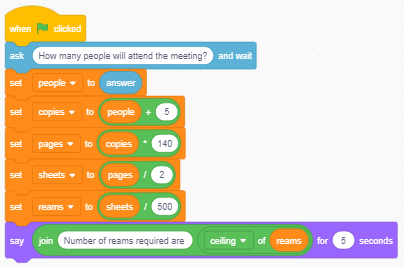 when clicked
ask How many people will attend the meeting? and wait
set people to answer
set copies to people + 5
set pages to copies * 140
set sheets to pages / 2
set reams to sheets / 500
say join Number of reams required are ceiling of reams for 5 seconds